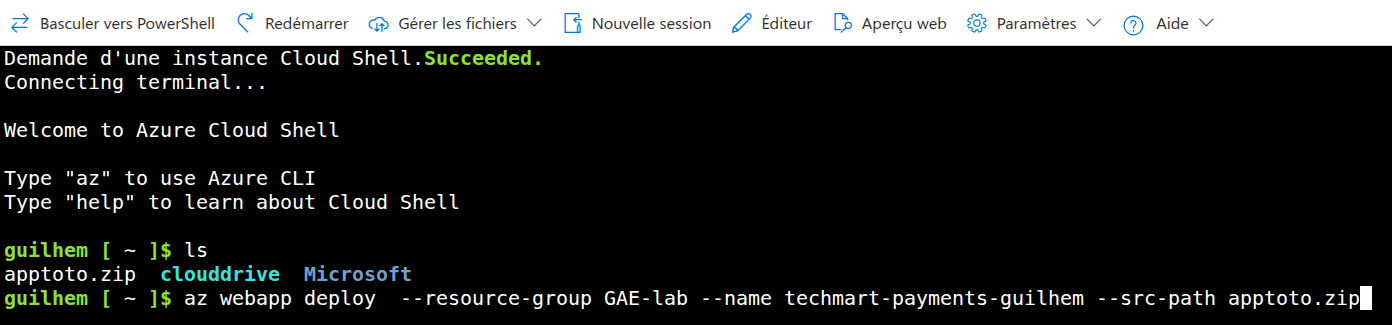 Basculer vers PowerShell Redémarrer Gérer les fichiers Nouvelle session Éditeur Aperçu web Paramètres Aide
Demande d'une instance Cloud Shell.Succeeded.
Connecting terminal...
Welcome to Azure Cloud Shell
Type "az" to use Azure CLI
Type "help" to learn about Cloud Shell
guilhem [ ~ ]$ ls
apptoto.zip  clouddrive  Microsoft
guilhem [ ~ ]$ az webapp deploy  --resource-group GAE-lab --name techmart-payments-guilhem --src-path apptoto.zip